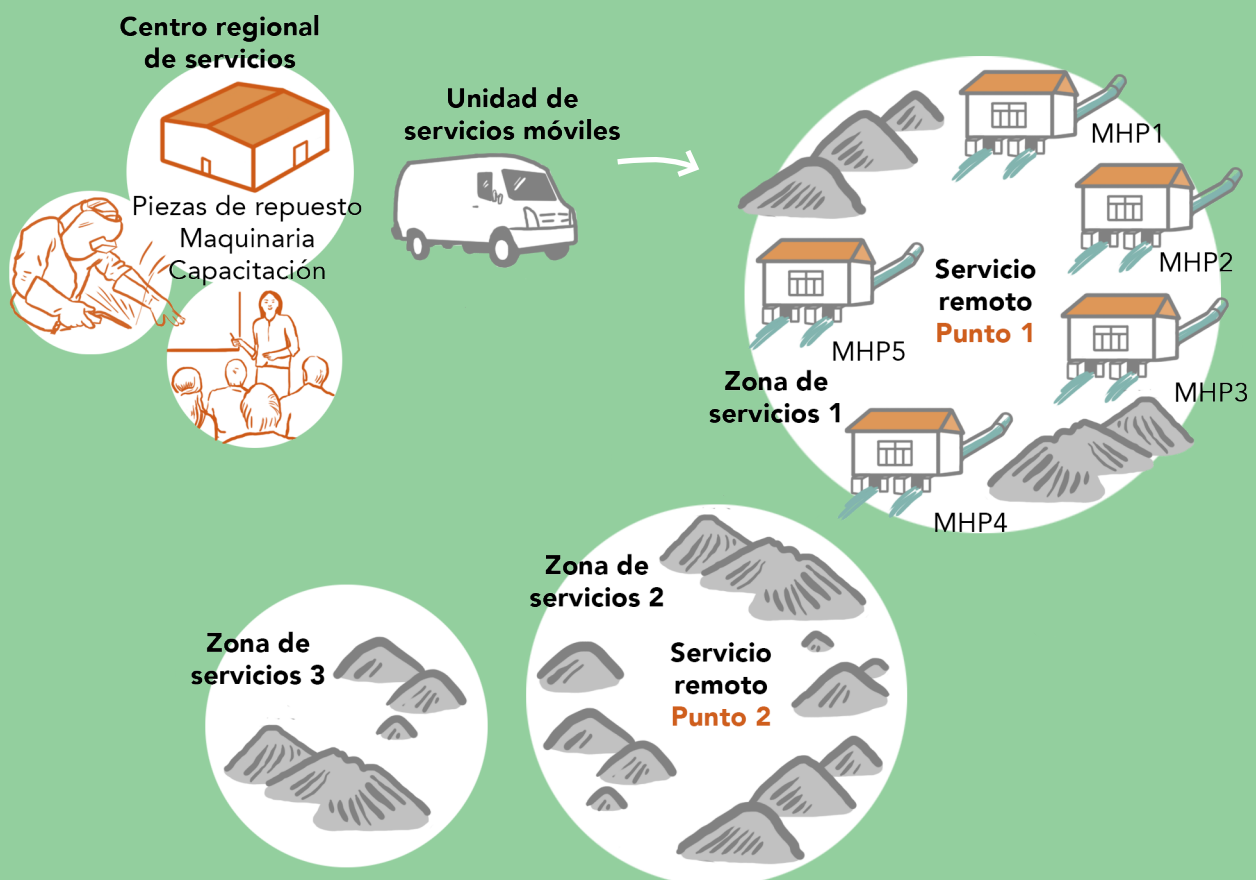 Centro regional
de servicios
Piezas de repuesto
Maquinaria
Capacitación
Unidad de
servicios móviles
MHP1
MHP2
Servicio
remoto
Punto 1
MHP5
MHP3
Zona de
servicios 1
MHP4
Zona de
servicios 2
Servicio
remoto
Punto 2
Zona de
servicios 3